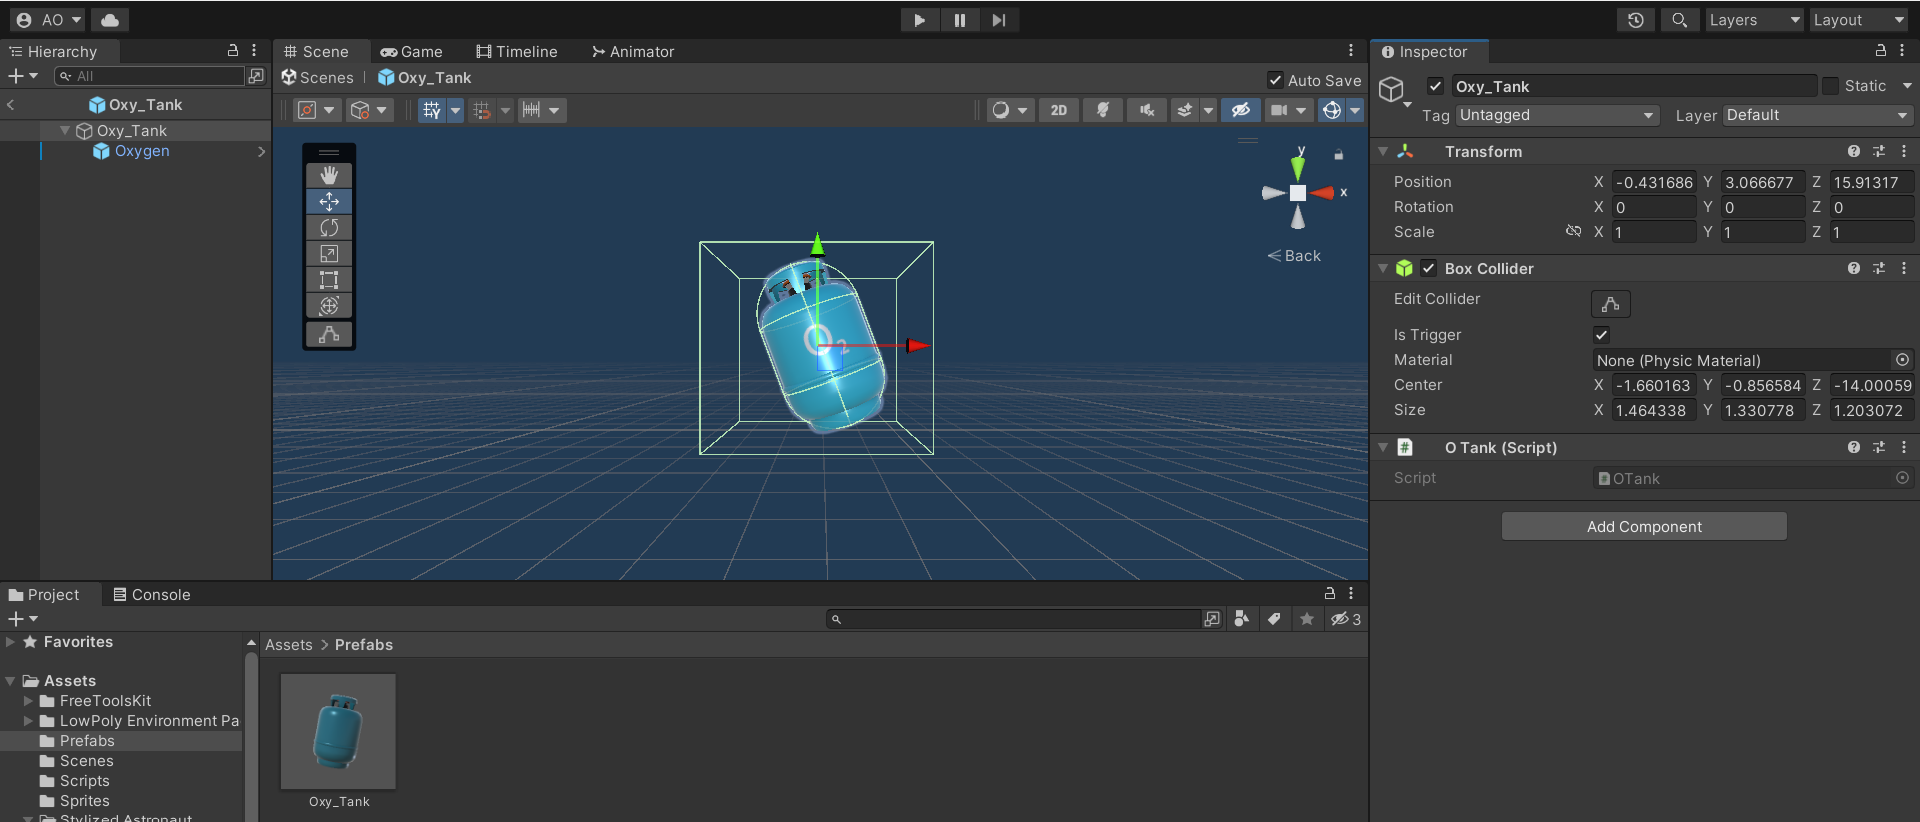 AO
Layers
Layout
Hierarchy
All
Oxy_Tank
Oxy_Tank
Oxygen
Scene
Game
Timeline
Animator
Scenes | Oxy_Tank
Auto Save
2D
y
x
Back
O2
Inspector
Oxy_Tank
Static
Tag Untagged
Layer Default
Transform
Position X -0.431686 Y 3.066677 Z 15.91317
Rotation X 0 Y 0 Z 0
Scale X 1 Y 1 Z 1
Box Collider
Edit Collider
Is Trigger
Material None (Physic Material)
Center X -1.660163 Y -0.856584 Z -14.00059
Size X 1.464338 Y 1.330778 Z 1.203072
# O Tank (Script)
Script # OTank
Add Component
Project
Console
3
Favorites
Assets
FreeToolsKit
LowPoly Environment Pa
Prefabs
Scenes
Scripts
Sprites
Stylized Astronaut
Assets > Prefabs
Oxy_Tank